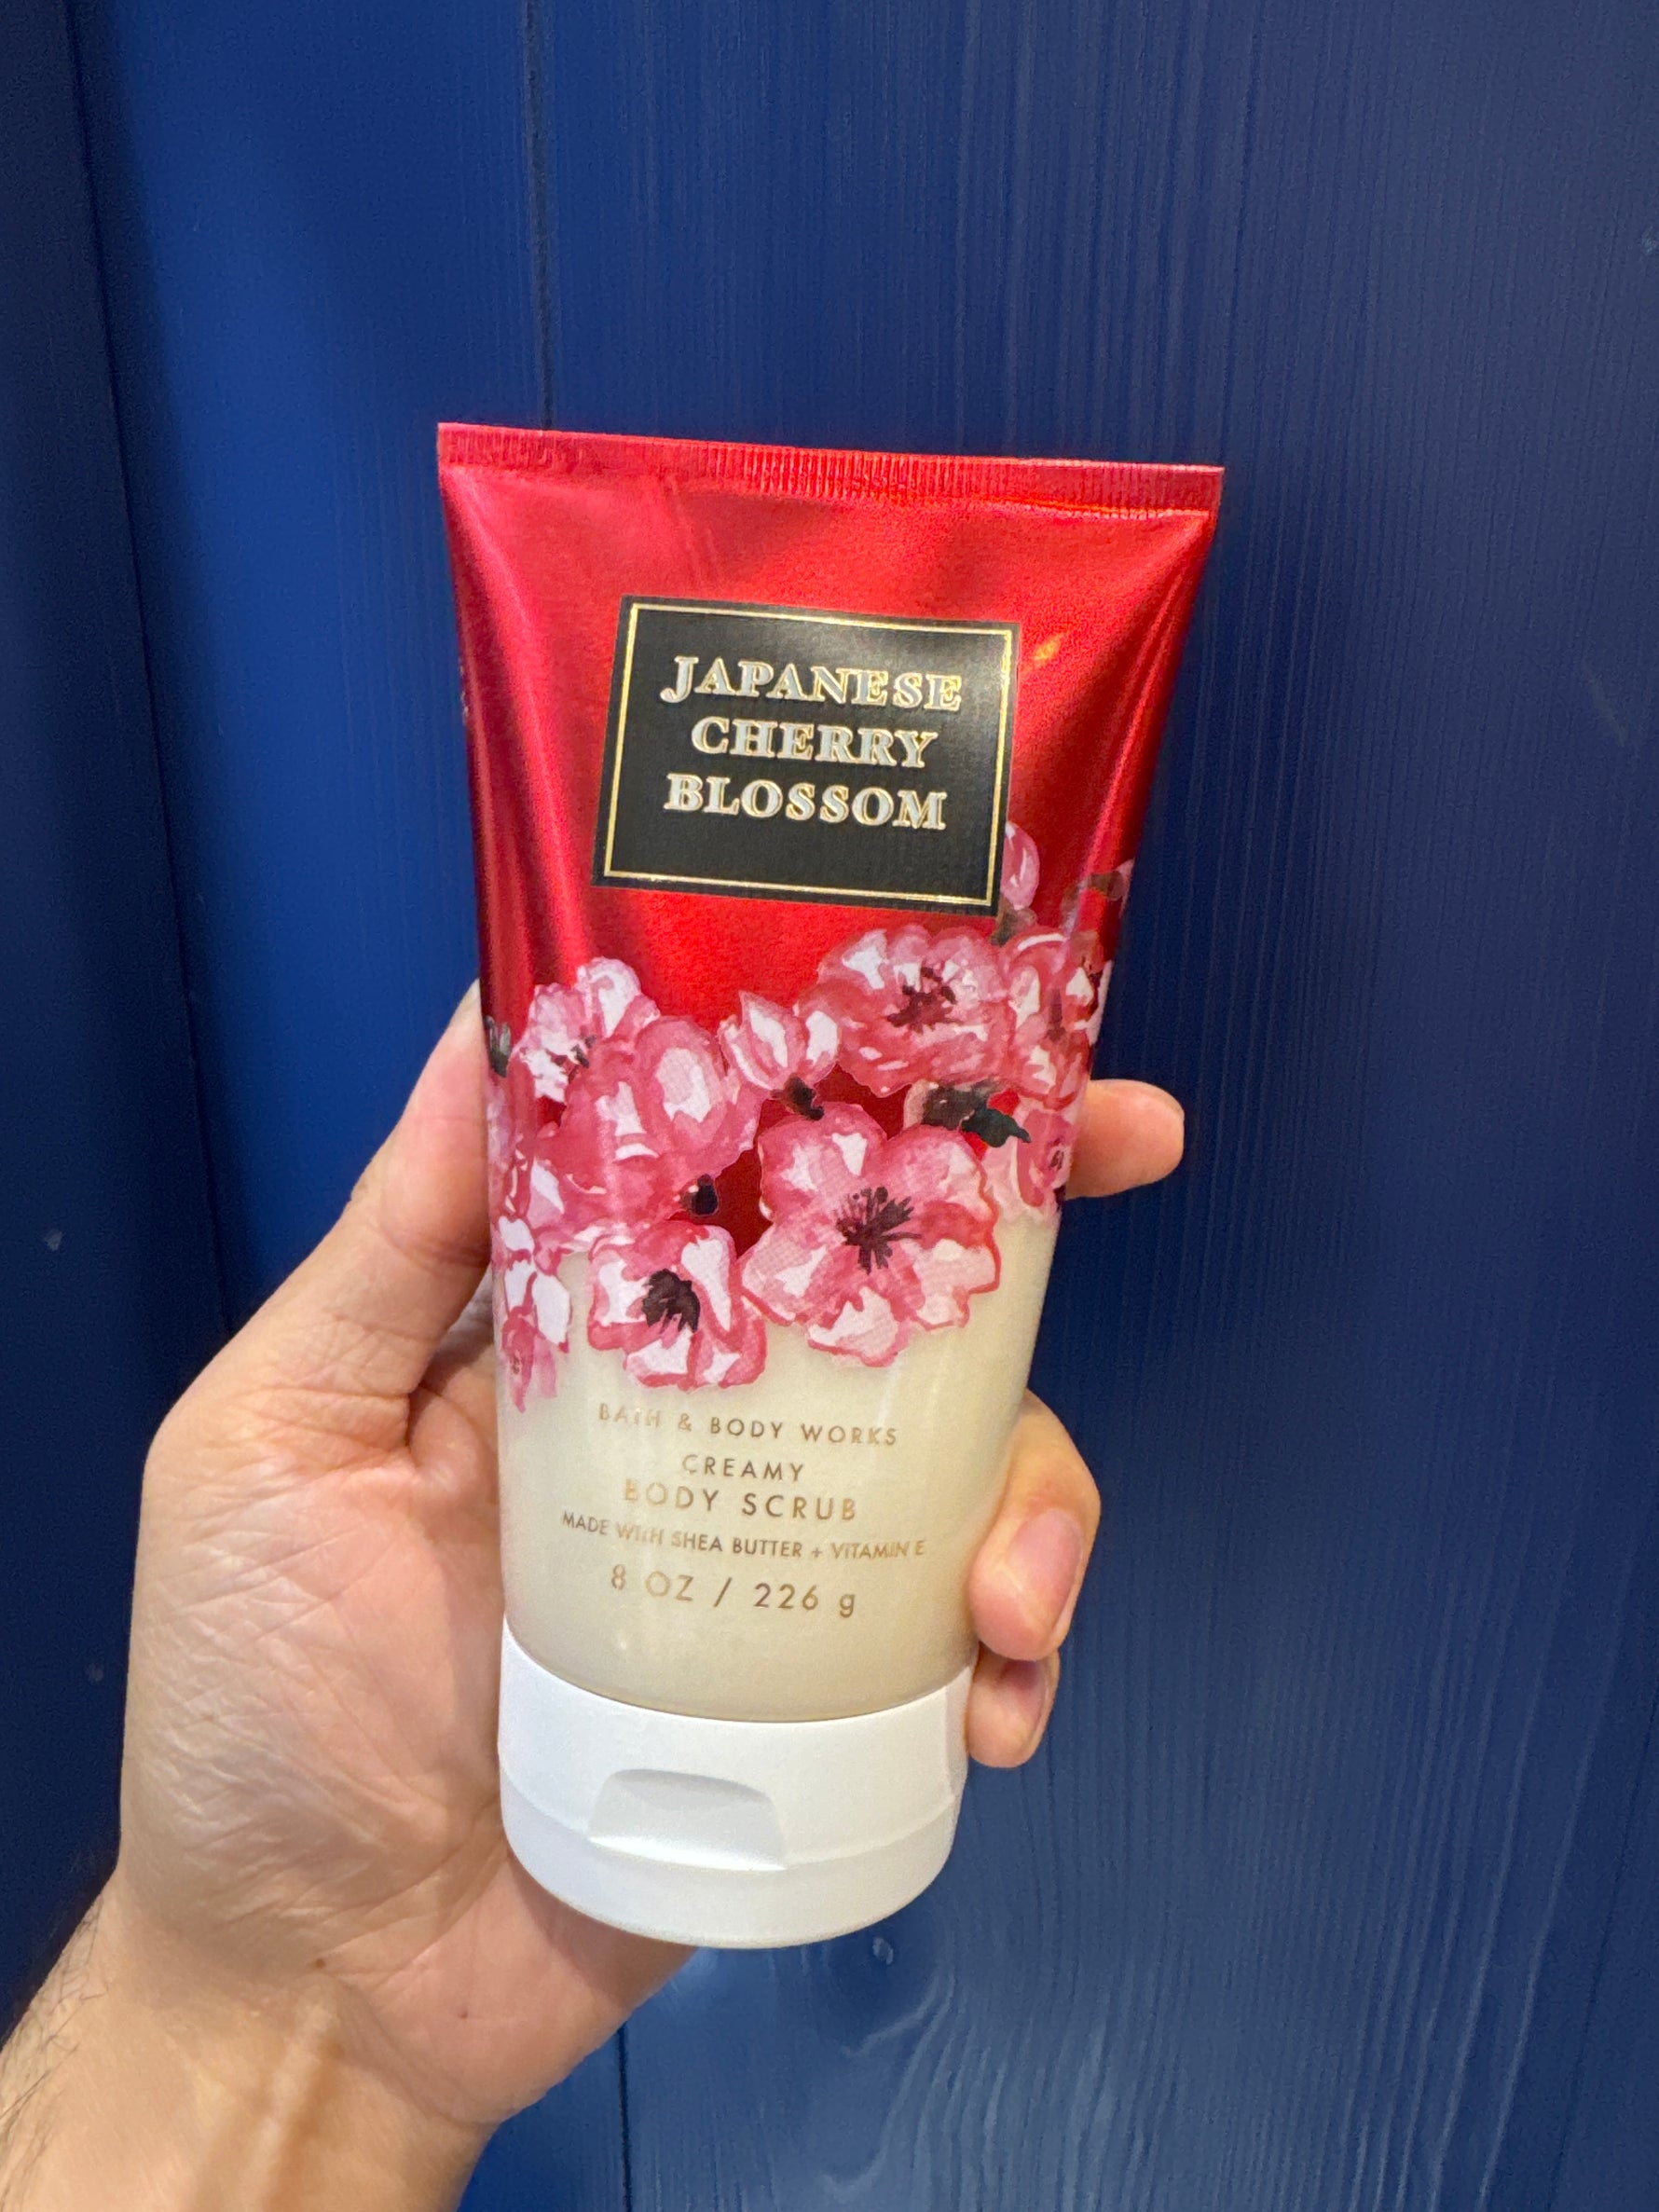 JAPANESE
CHERRY
BLOSSOM
BATH & BODY WORKS
CREAMY
BODY SCRUB
MADE WITH SHEA BUTTER + VITAMIN E
8 OZ / 226 g